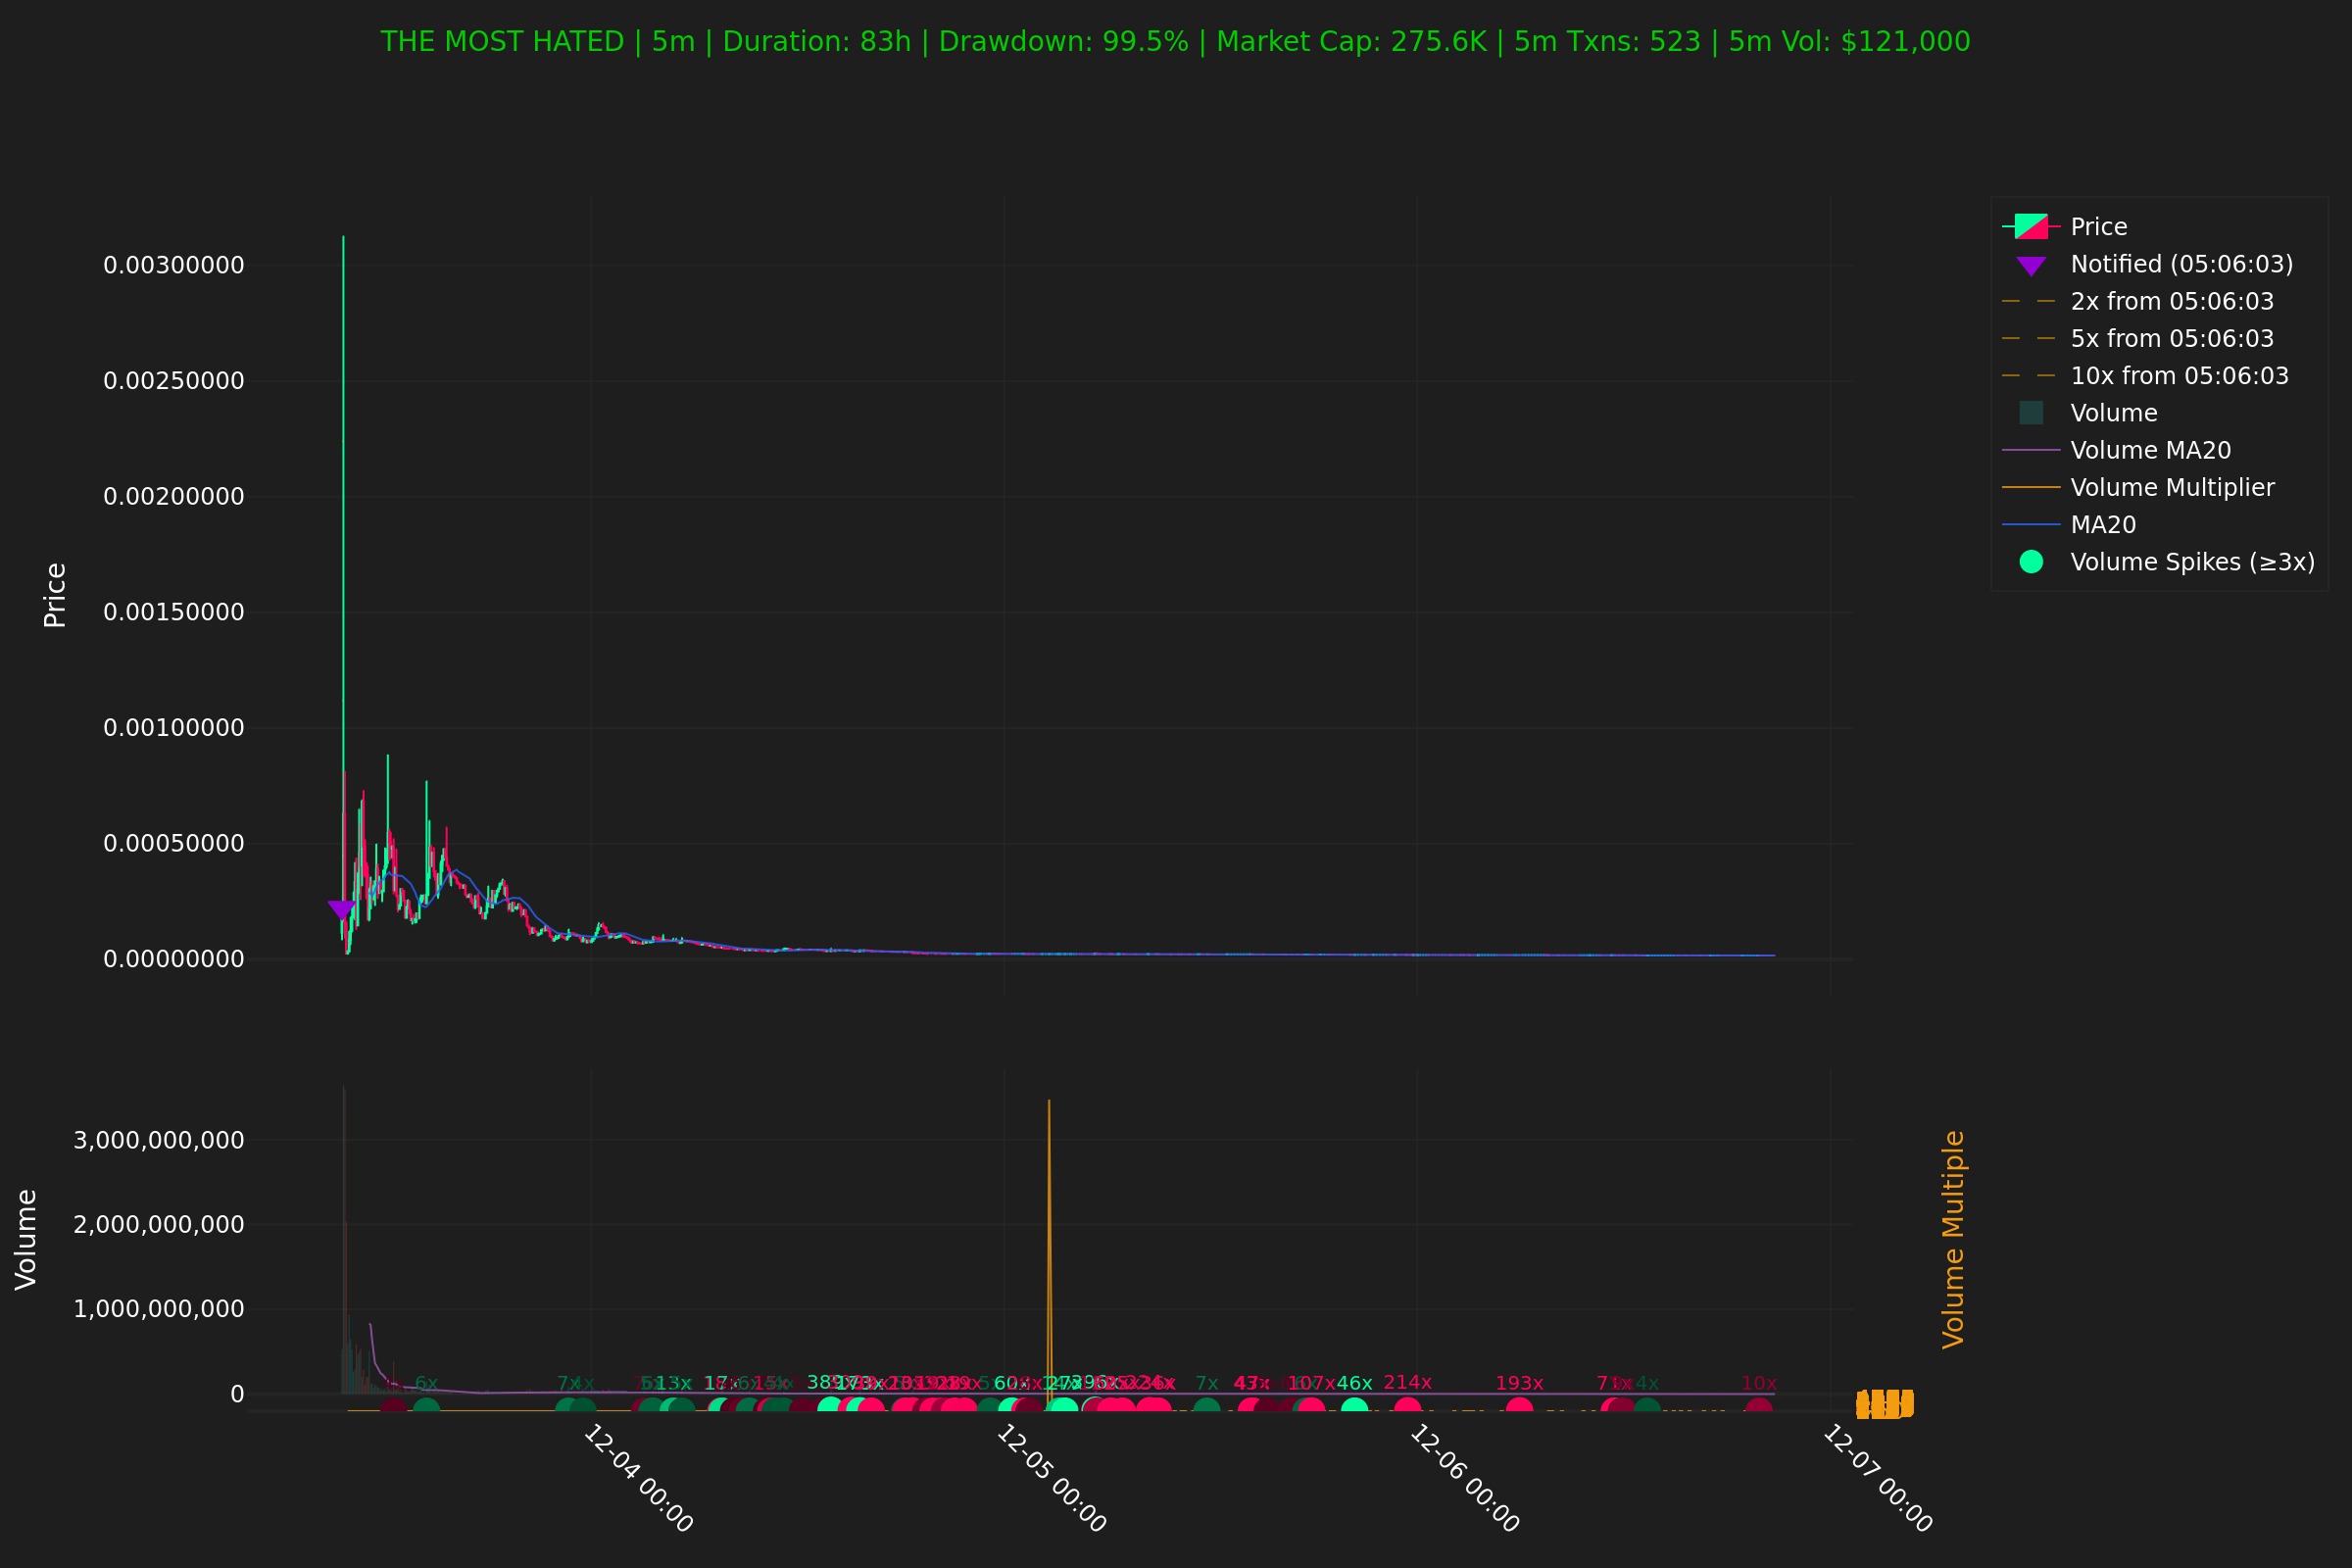 THE MOST HATED | 5m | Duration: 83h | Drawdown: 99.5% | Market Cap: 275.6K | 5m Txns: 523 | 5m Vol: $121,000
Price
0.00300000
0.00250000
0.00200000
0.00150000
0.00100000
0.00050000
0.00000000
Price
Notified (05:06:03)
2x from 05:06:03
5x from 05:06:03
10x from 05:06:03
Volume
Volume MA20
Volume Multiplier
MA20
Volume Spikes (≥3x)
Volume
3,000,000,000
2,000,000,000
1,000,000,000
0
Volume Multiple
6x
7x
13x
7x
43x
107x
46x
214x
193x
4x
10x
12-04 00:00
12-05 00:00
12-06 00:00
12-07 00:00